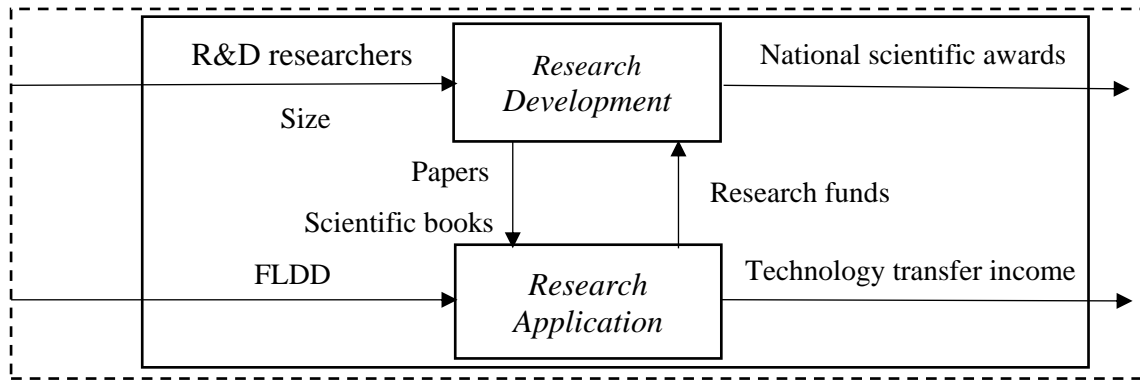 R&D researchers
Research
Development
National scientific awards
Size
Papers
Scientific books
Research funds
FLDD
Research
Application
Technology transfer income